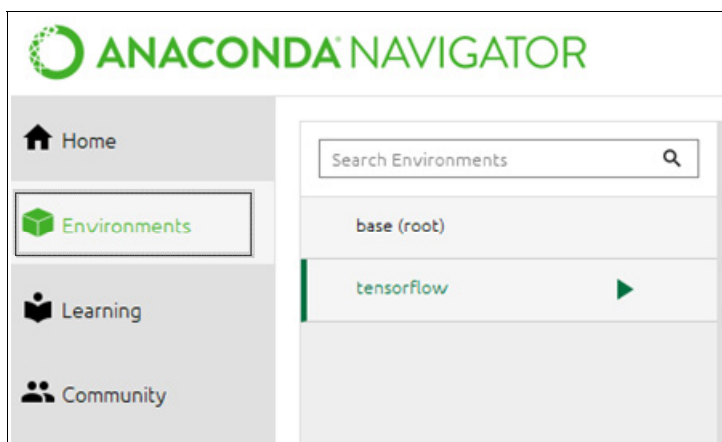 ANACONDA NAVIGATOR
Home
Environments
Learning
Community
Search Environments
base (root)
tensorflow